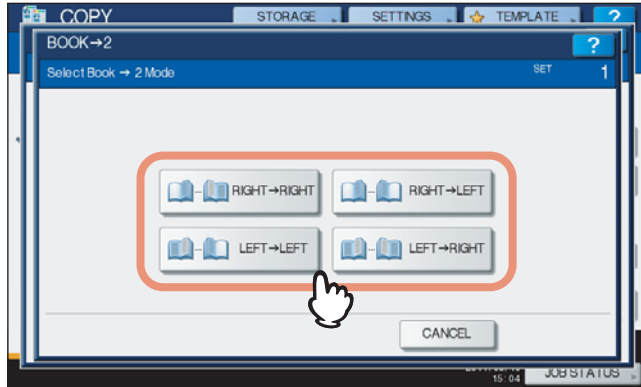 COPY STORAGE SETTINGS TEMPLATE ?
BOOK→2 ?
Select Book → 2 Mode SET 1
RIGHT→RIGHT RIGHT→LEFT
LEFT→LEFT LEFT→RIGHT
CANCEL
15:04 JOB STATUS